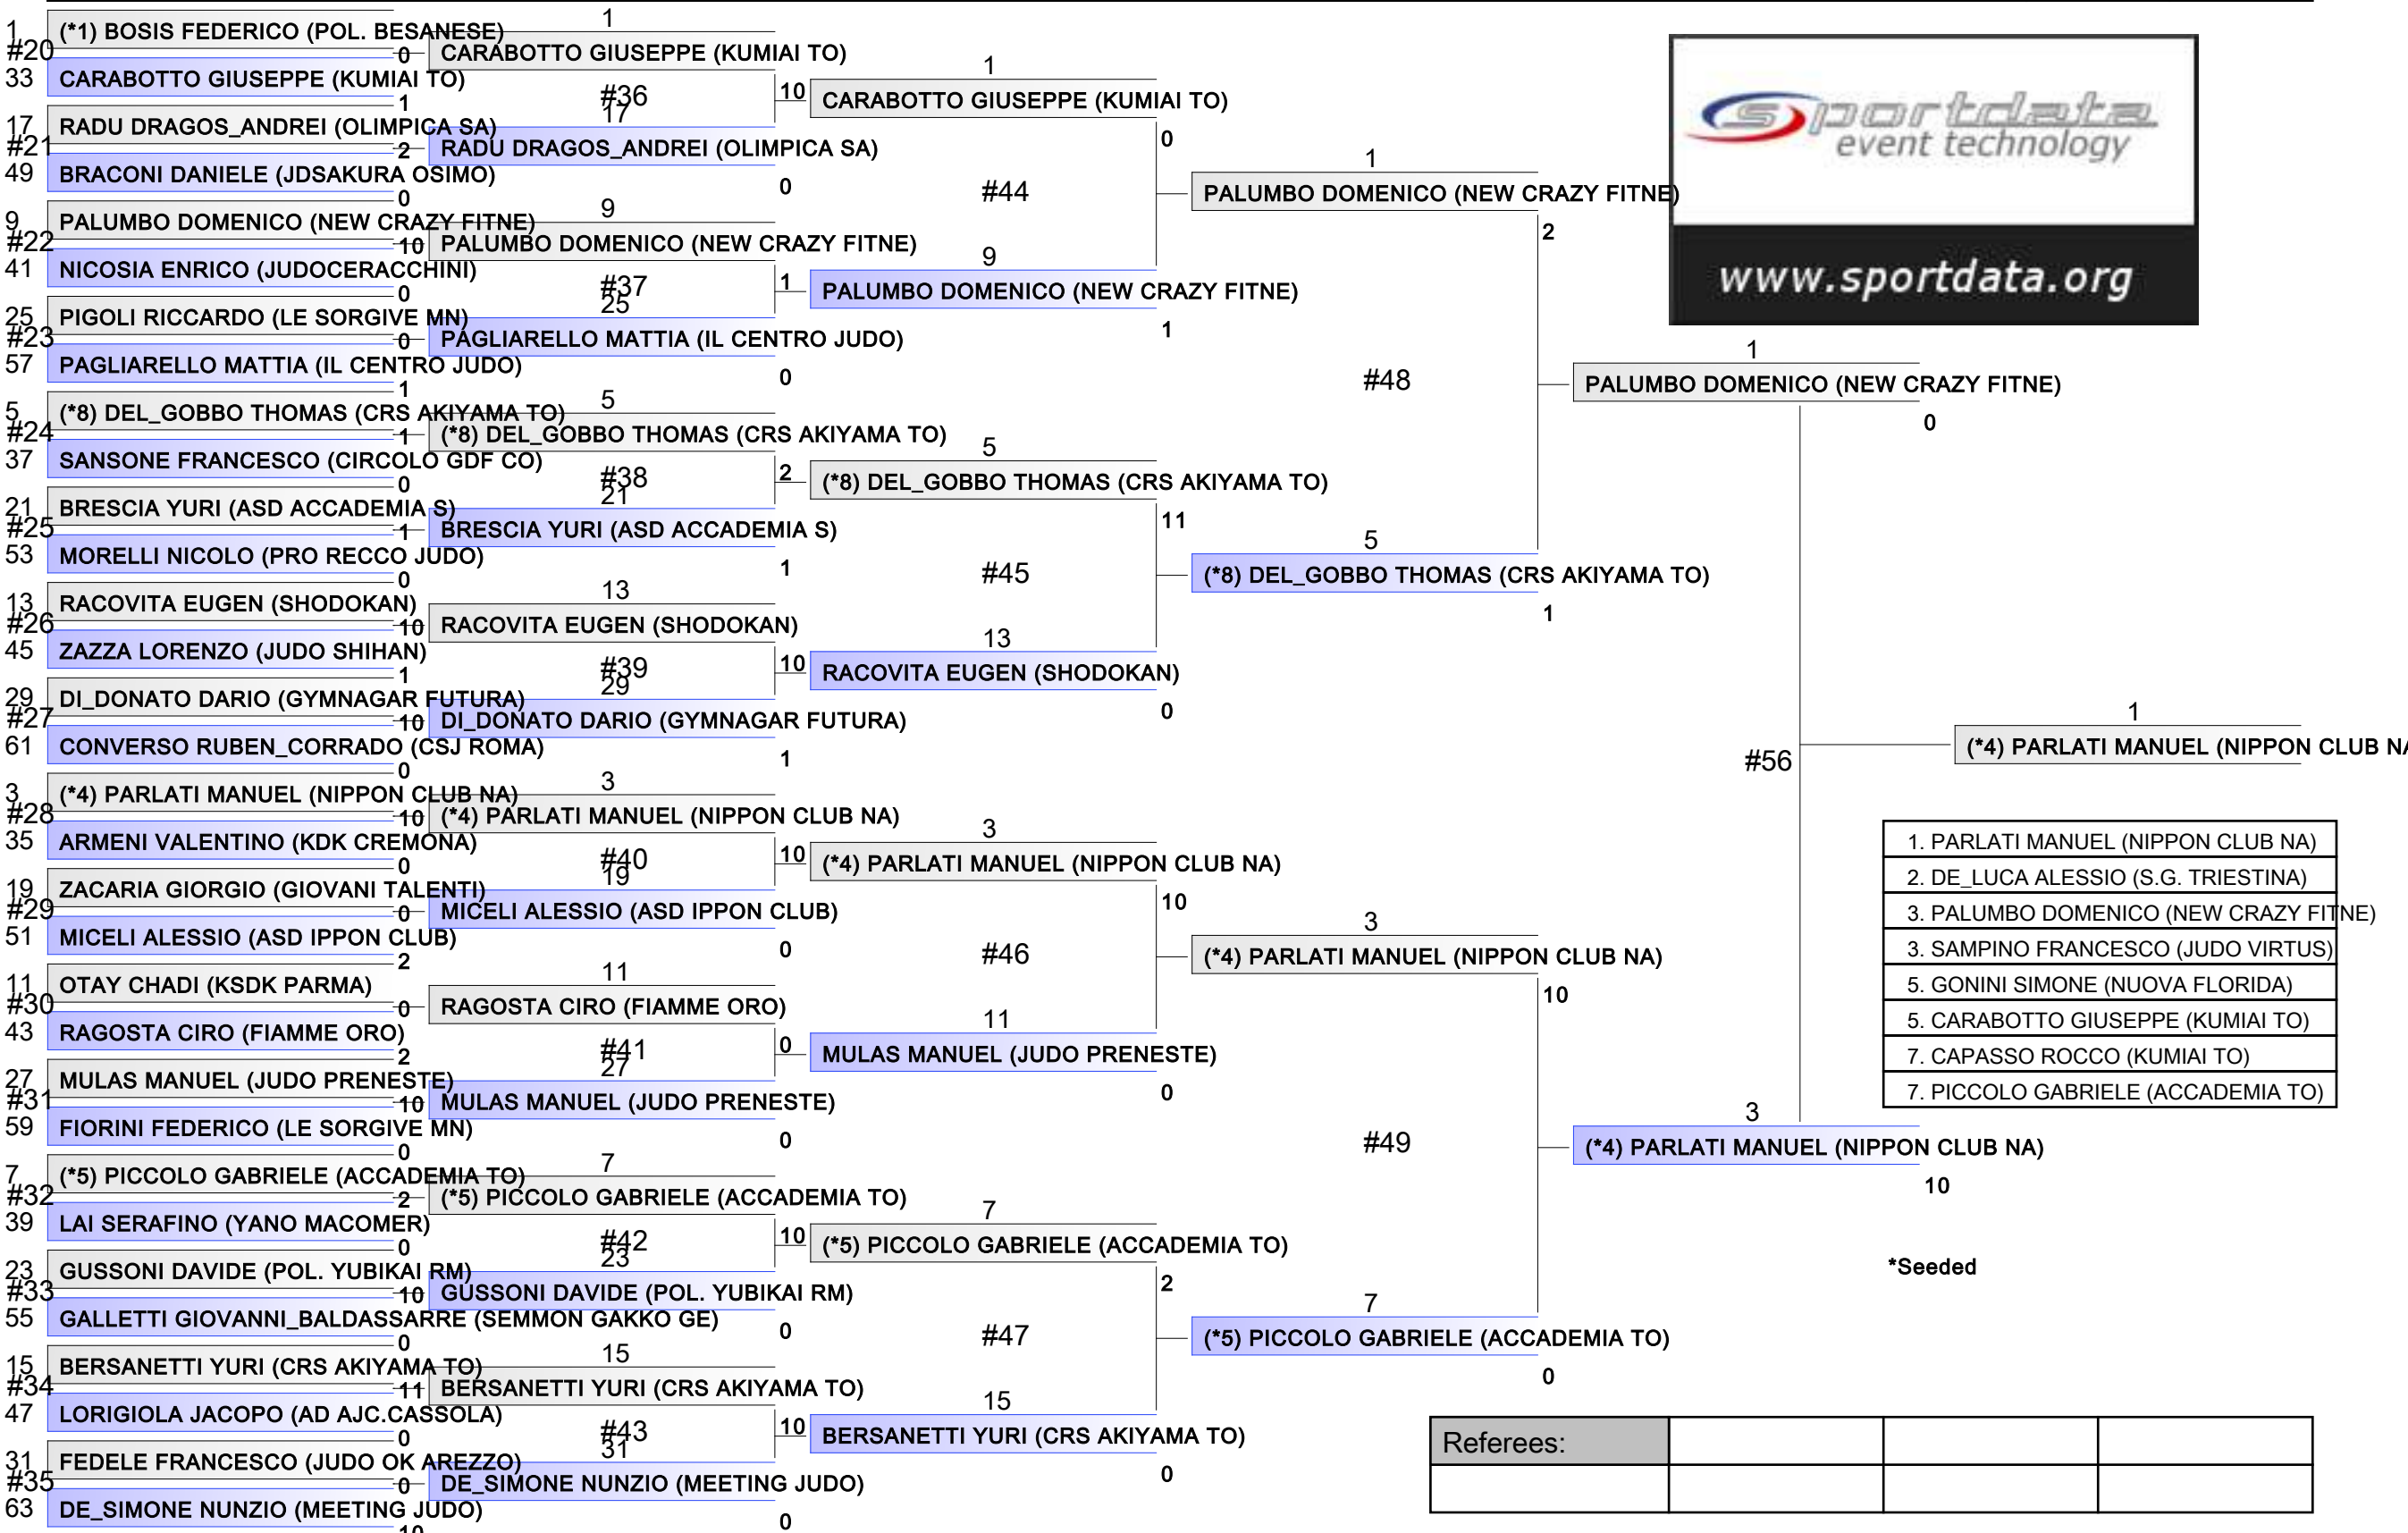 1 (*1) BOSIS FEDERICO (POL. BESANESE)
#20 0
33 CARABOTTO GIUSEPPE (KUMIAI TO)
1
17 RADU DRAGOS_ANDREI (OLIMPICA SA)
#21 2
49 BRACONI DANIELE (JDSAKURA OSIMO)
0
9 PALUMBO DOMENICO (NEW CRAZY FITNE)
#22 10
41 NICOSIA ENRICO (JUDOCERACCHINI)
0
25 PIGOLI RICCARDO (LE SORGIVE MN)
#23 0
57 PAGLIARELLO MATTIA (IL CENTRO JUDO)
1
5 (*8) DEL_GOBBO THOMAS (CRS AKIYAMA TO)
#24 1
37 SANSONE FRANCESCO (CIRCOLO GDF CO)
0
21 BRESCIA YURI (ASD ACCADEMIA S)
#25 1
53 MORELLI NICOLO (PRO RECCO JUDO)
0
13 RACOVITA EUGEN (SHODOKAN)
#26 10
45 ZAZZA LORENZO (JUDO SHIHAN)
1
29 DI_DONATO DARIO (GYMNAGAR FUTURA)
#27 10
61 CONVERSO RUBEN_CORRADO (CSJ ROMA)
0
3 (*4) PARLATI MANUEL (NIPPON CLUB NA)
#28 10
35 ARMENI VALENTINO (KDK CREMONA)
0
19 ZACARIA GIORGIO (GIOVANI TALENTI)
#29 0
51 MICELI ALESSIO (ASD IPPON CLUB)
2
11 OTAY CHADI (KSDK PARMA)
#30 0
43 RAGOSTA CIRO (FIAMME ORO)
2
27 MULAS MANUEL (JUDO PRENESTE)
#31 10
59 FIORINI FEDERICO (LE SORGIVE MN)
0
7 (*5) PICCOLO GABRIELE (ACCADEMIA TO)
#32 2
39 LAI SERAFINO (YANO MACOMER)
0
23 GUSSONI DAVIDE (POL. YUBIKAI RM)
#33 10
55 GALLETTI GIOVANNI_BALDASSARRE (SEMMON GAKKO GE)
0
15 BERSANETTI YURI (CRS AKIYAMA TO)
#34 11
47 LORIGIOLA JACOPO (AD AJC.CASSOLA)
0
31 FEDELE FRANCESCO (JUDO OK AREZZO)
#35 0
63 DE_SIMONE NUNZIO (MEETING JUDO)
10
1
CARABOTTO GIUSEPPE (KUMIAI TO)
#36 10
17
RADU DRAGOS_ANDREI (OLIMPICA SA)
0
9
PALUMBO DOMENICO (NEW CRAZY FITNE)
#37 1
25
PAGLIARELLO MATTIA (IL CENTRO JUDO)
0
5
(*8) DEL_GOBBO THOMAS (CRS AKIYAMA TO)
#38 2
21
BRESCIA YURI (ASD ACCADEMIA S)
1
13
RACOVITA EUGEN (SHODOKAN)
#39 10
29
DI_DONATO DARIO (GYMNAGAR FUTURA)
1
3
(*4) PARLATI MANUEL (NIPPON CLUB NA)
#40 10
19
MICELI ALESSIO (ASD IPPON CLUB)
0
11
RAGOSTA CIRO (FIAMME ORO)
#41 0
27
MULAS MANUEL (JUDO PRENESTE)
0
7
(*5) PICCOLO GABRIELE (ACCADEMIA TO)
#42 10
23
GUSSONI DAVIDE (POL. YUBIKAI RM)
0
15
BERSANETTI YURI (CRS AKIYAMA TO)
#43 10
31
DE_SIMONE NUNZIO (MEETING JUDO)
0
1
CARABOTTO GIUSEPPE (KUMIAI TO)
0
#44
9
PALUMBO DOMENICO (NEW CRAZY FITNE)
1
5
(*8) DEL_GOBBO THOMAS (CRS AKIYAMA TO)
11
#45
13
RACOVITA EUGEN (SHODOKAN)
0
3
(*4) PARLATI MANUEL (NIPPON CLUB NA)
10
#46
11
MULAS MANUEL (JUDO PRENESTE)
0
7
(*5) PICCOLO GABRIELE (ACCADEMIA TO)
2
#47
15
BERSANETTI YURI (CRS AKIYAMA TO)
0
1
PALUMBO DOMENICO (NEW CRAZY FITNE)
2
#48
5
(*8) DEL_GOBBO THOMAS (CRS AKIYAMA TO)
1
3
(*4) PARLATI MANUEL (NIPPON CLUB NA)
10
#49
7
(*5) PICCOLO GABRIELE (ACCADEMIA TO)
0
sportdata
event technology
www.sportdata.org
1
PALUMBO DOMENICO (NEW CRAZY FITNE)
0
#56
3
(*4) PARLATI MANUEL (NIPPON CLUB NA)
10
1
(*4) PARLATI MANUEL (NIPPON CLUB NA
1. PARLATI MANUEL (NIPPON CLUB NA)
2. DE_LUCA ALESSIO (S.G. TRIESTINA)
3. PALUMBO DOMENICO (NEW CRAZY FITNE)
3. SAMPINO FRANCESCO (JUDO VIRTUS)
5. GONINI SIMONE (NUOVA FLORIDA)
5. CARABOTTO GIUSEPPE (KUMIAI TO)
7. CAPASSO ROCCO (KUMIAI TO)
7. PICCOLO GABRIELE (ACCADEMIA TO)
*Seeded
Referees: